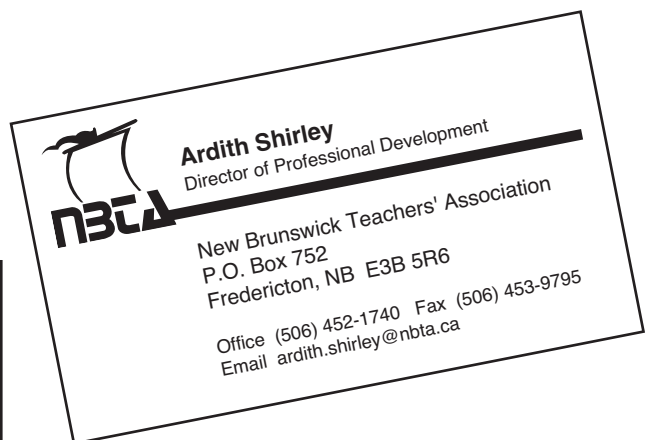 NBTA
Ardith Shirley
Director of Professional Development
New Brunswick Teachers' Association
P.O. Box 752
Fredericton, NB  E3B 5R6
Office  (506) 452-1740   Fax  (506) 453-9795
Email  ardith.shirley@nbta.ca